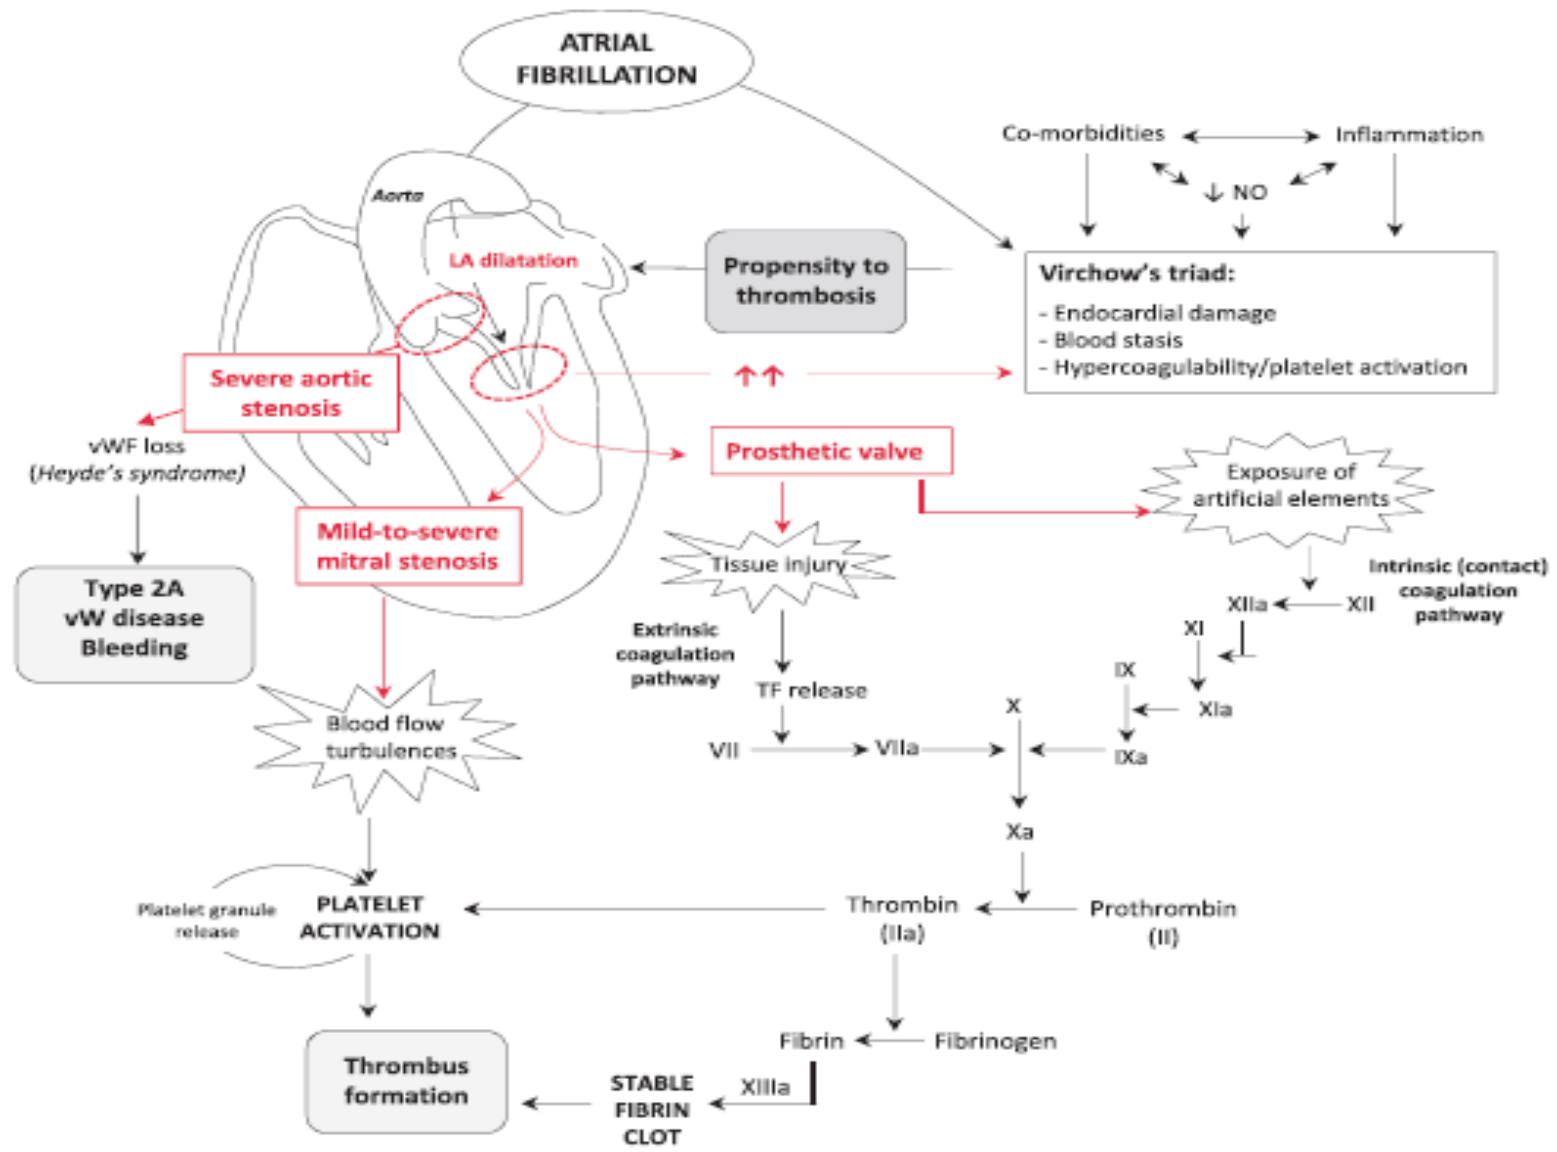 ATRIAL
FIBRILLATION
Co-morbidities
Inflammation
↓ NO
Aorta
LA dilatation
Propensity to
thrombosis
Virchow's triad:
- Endocardial damage
- Blood stasis
- Hypercoagulability/platelet activation
↑↑
Severe aortic
stenosis
vWF loss
(Heyde's syndrome)
Type 2A
vW disease
Bleeding
Mild-to-severe
mitral stenosis
Prosthetic valve
Exposure of
artificial elements
Tissue injury
Intrinsic (contact)
coagulation
pathway
XIIa
XII
XI
Extrinsic
coagulation
pathway
IX
TF release
X
XIa
Blood flow
turbulences
VII
VIIa
IXa
Xa
Platelet granule
release
PLATELET
ACTIVATION
Thrombin
(IIa)
Prothrombin
(II)
Fibrin
Fibrinogen
Thrombus
formation
STABLE
FIBRIN
CLOT
XIIIa